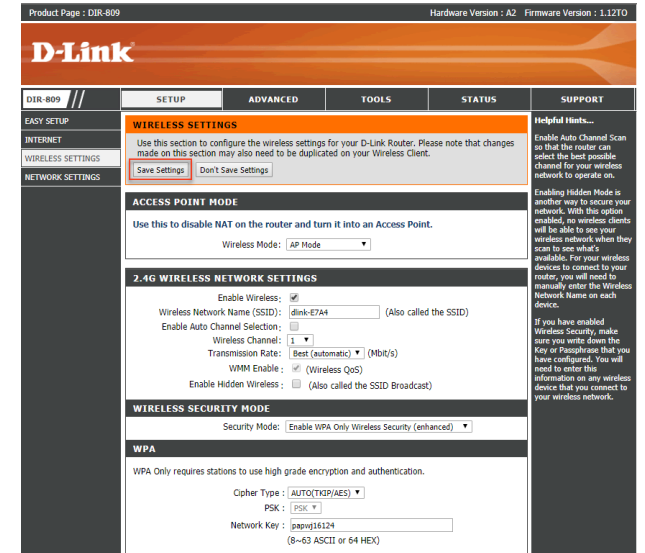 Product Page : DIR-809
Hardware Version : A2 Firmware Version : 1.12TO
D-Link
DIR-809
SETUP
ADVANCED
TOOLS
STATUS
SUPPORT
EASY SETUP
INTERNET
WIRELESS SETTINGS
NETWORK SETTINGS
WIRELESS SETTINGS
Use this section to configure the wireless settings for your D-Link Router. Please note that changes
made on this section may also need to be duplicated on your Wireless Client.
Save Settings Don't Save Settings
ACCESS POINT MODE
Use this to disable NAT on the router and turn it into an Access Point.
Wireless Mode: AP Mode
2.4G WIRELESS NETWORK SETTINGS
Enable Wireless:
Wireless Network Name (SSID): dlink-E7A4 (Also called the SSID)
Enable Auto Channel Selection:
Wireless Channel: 1
Transmission Rate: Best (automatic) (Mbit/s)
WMM Enable : (Wireless QoS)
Enable Hidden Wireless : (Also called the SSID Broadcast)
WIRELESS SECURITY MODE
Security Mode: Enable WPA Only Wireless Security (enhanced)
WPA
WPA Only requires stations to use high grade encryption and authentication.
Cipher Type : AUTO(TKIP/AES)
PSK : PSK
Network Key : papwj16124
(8~63 ASCII or 64 HEX)
Helpful Hints...
Enable Auto Channel Scan
so that the router can
select the best possible
channel for your wireless
network to operate on.
Enabling Hidden Mode is
another way to secure your
network. With this option
enabled, no wireless clients
will be able to see your
wireless network when they
scan to see what's
available. For your wireless
devices to connect to your
router, you will need to
manually enter the Wireless
Network Name on each
device.
If you have enabled
Wireless Security, make
sure you write down the
Key or Passphrase that you
have configured. You will
need to enter this
information on any wireless
device that you connect to
your wireless network.